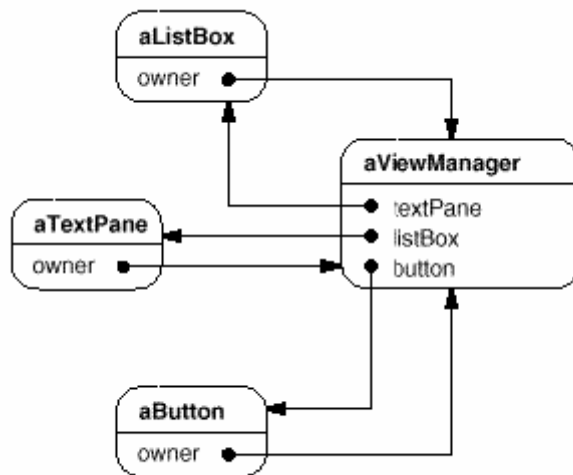 aListBox
owner
aViewManager
textPane
listBox
button
aTextPane
owner
aButton
owner